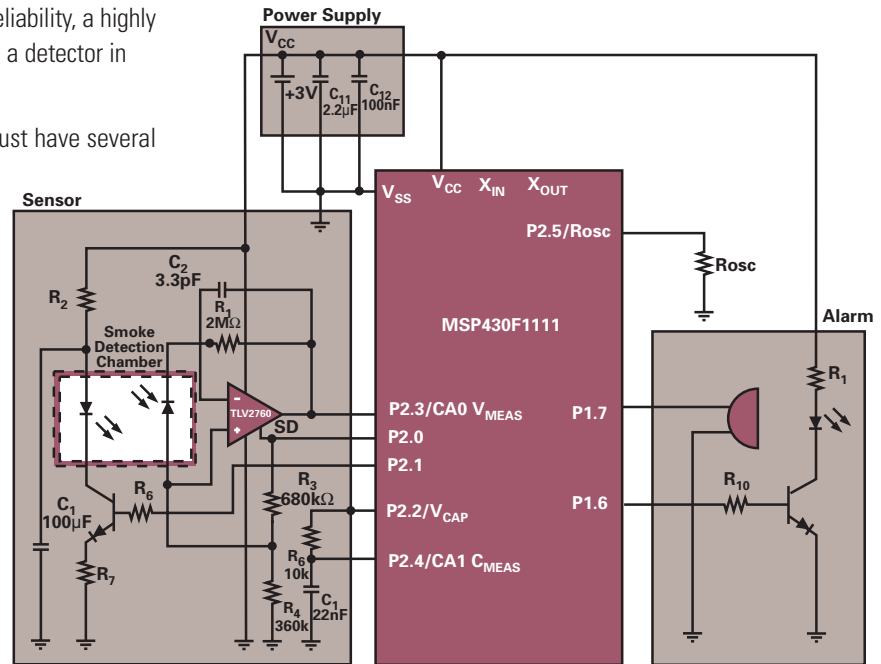 eliability, a highly
a detector in
ust have several
Power Supply
VCC
+3V
C11
2.2µF
C12
100nF
Sensor
C2
3.3pF
R1
2MΩ
R2
Smoke
Detection
Chamber
TLV2760
SD
R3
680kΩ
R6
C1
100µF
R7
R6
10k
C1
22nF
R4
360k
VSS
VCC
XIN
XOUT
P2.5/Rosc
MSP430F1111
P2.3/CA0 VMEAS
P2.0
P2.1
P2.2/VCAP
P2.4/CA1 CMEAS
P1.7
P1.6
Rosc
Alarm
R1
R10